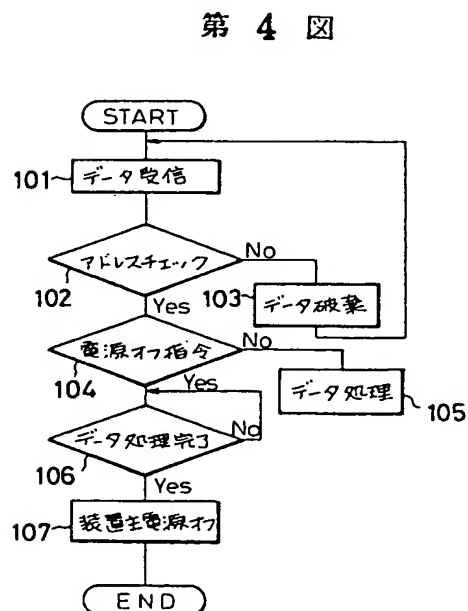 第 4 図
START
101
データ受信
アドレスチェック
No
102
Yes
103
データ破棄
電源オフ指令
No
104
Yes
データ処理
105
データ処理完了
No
106
Yes
107
装置主電源オフ
END